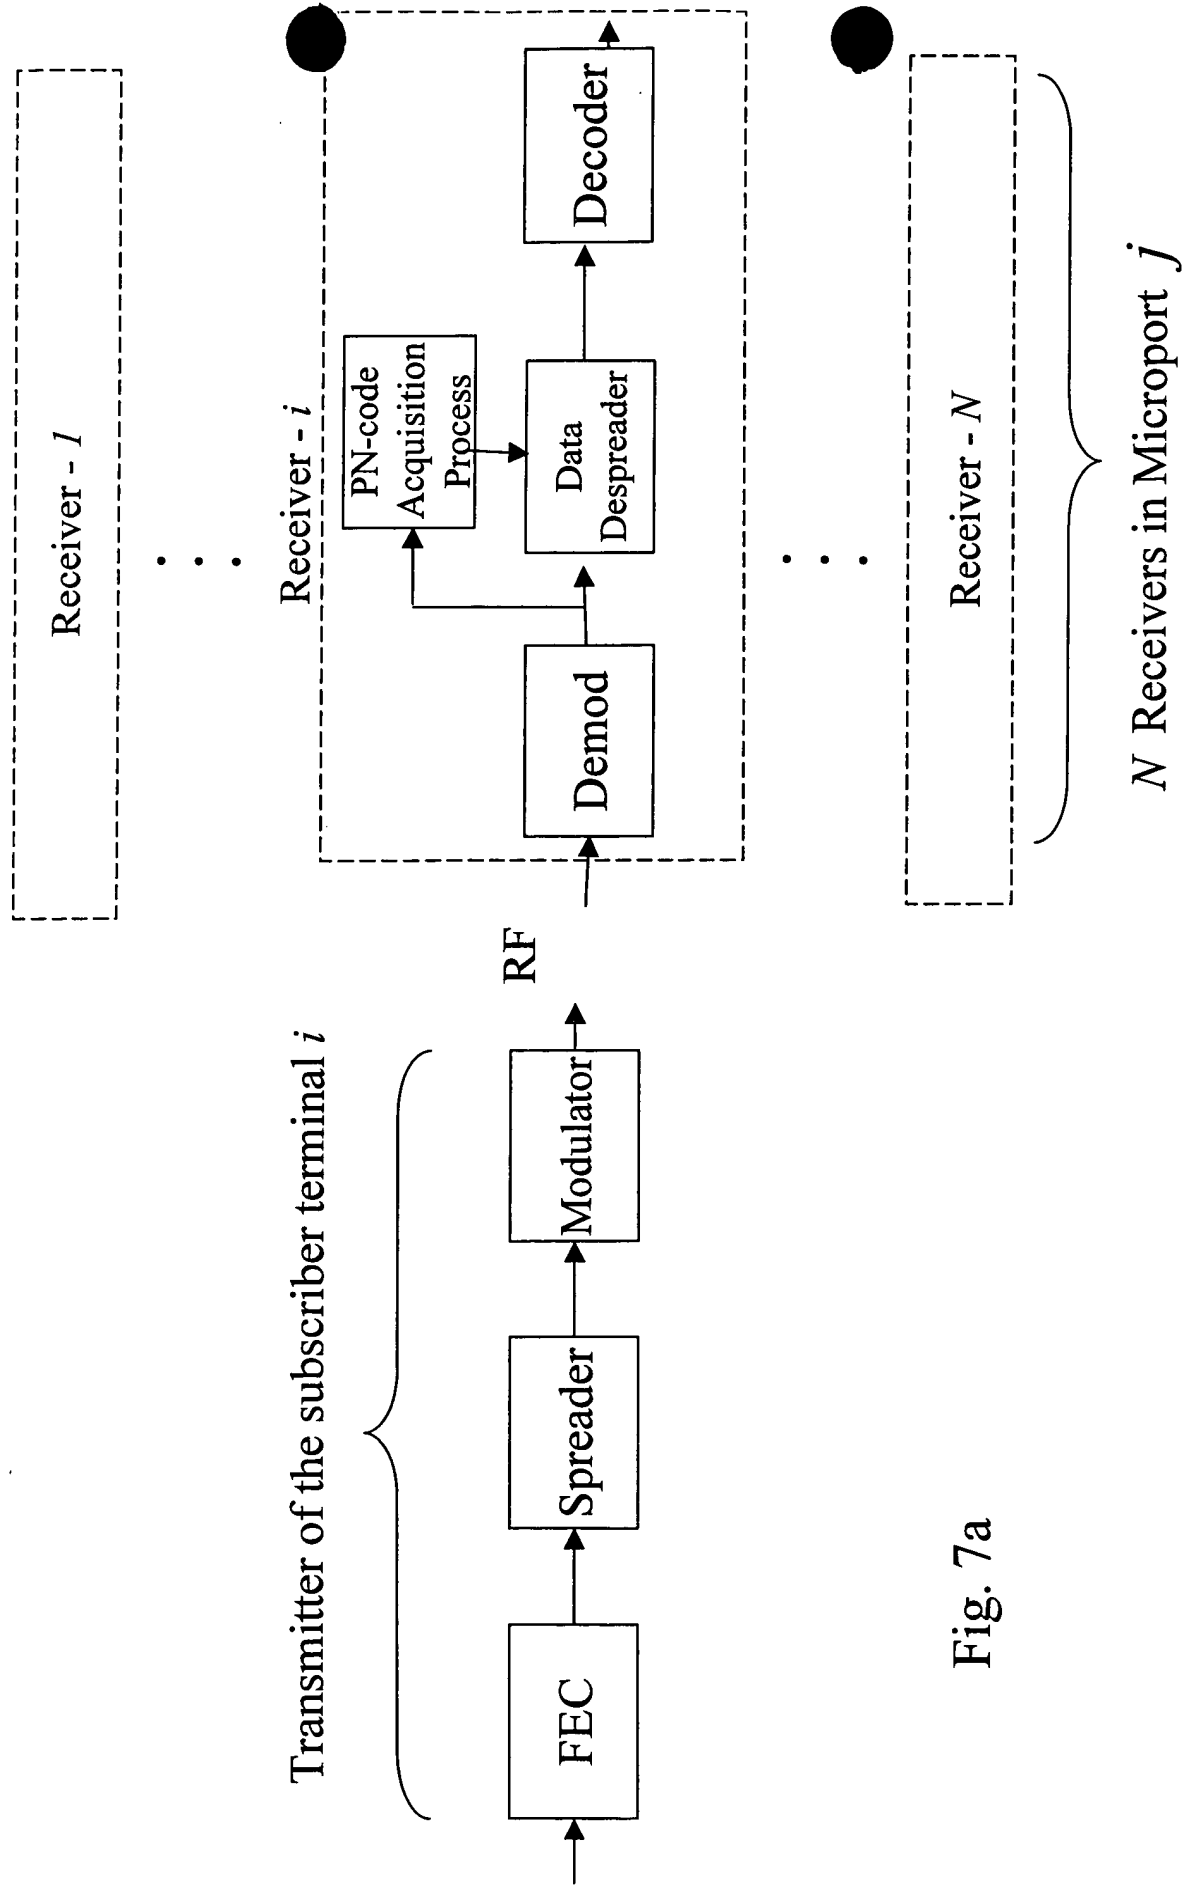 Receiver - 1
Transmitter of the subscriber terminal i
Receiver - i
PN-code
Acquisition
Process
FEC
Spreader
Modulator
RF
Demod
Data
Despreader
Decoder
Receiver - N
N Receivers in Microport j
Fig. 7a